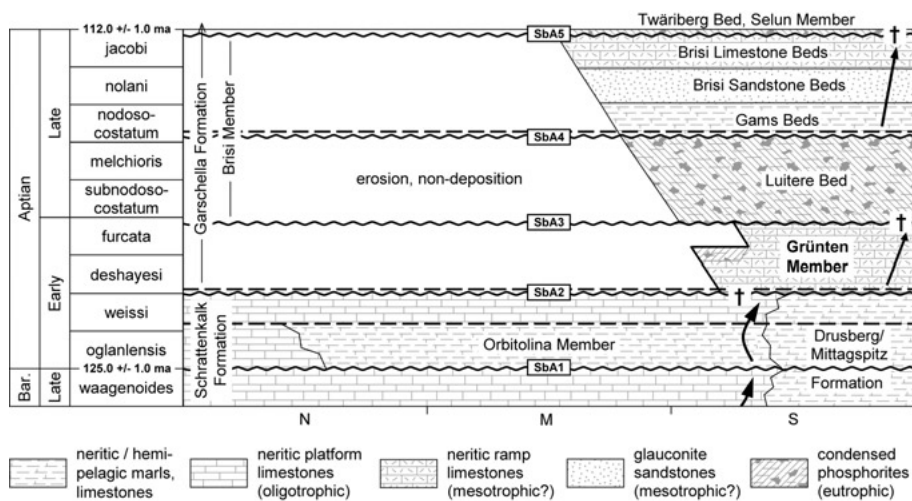 Twäriberg Bed, Selun Member
112.0 +/- 1.0 ma
SbA5
†
jacobi
Brisi Limestone Beds
nolani
Brisi Sandstone Beds
nodoso-
costatum
Gams Beds
SbA4
Late
Garschella Formation
Brisi Member
melchioris
erosion, non-deposition
Luitere Bed
subnodoso-
costatum
Aptian
SbA3
†
furcata
Grünten
Member
deshayesi
SbA2
†
Early
weissi
Schrattenkalk
Formation
oglanlensis
Orbitolina Member
Drusberg/
Mittagspitz
125.0 +/- 1.0 ma
SbA1
Bar.
Late
waagenoides
Formation
N
M
S
neritic / hemi-
pelagic marls,
limestones
neritic platform
limestones
(oligotrophic)
neritic ramp
limestones
(mesotrophic?)
glauconite
sandstones
(mesotrophic?)
condensed
phosphorites
(eutrophic)